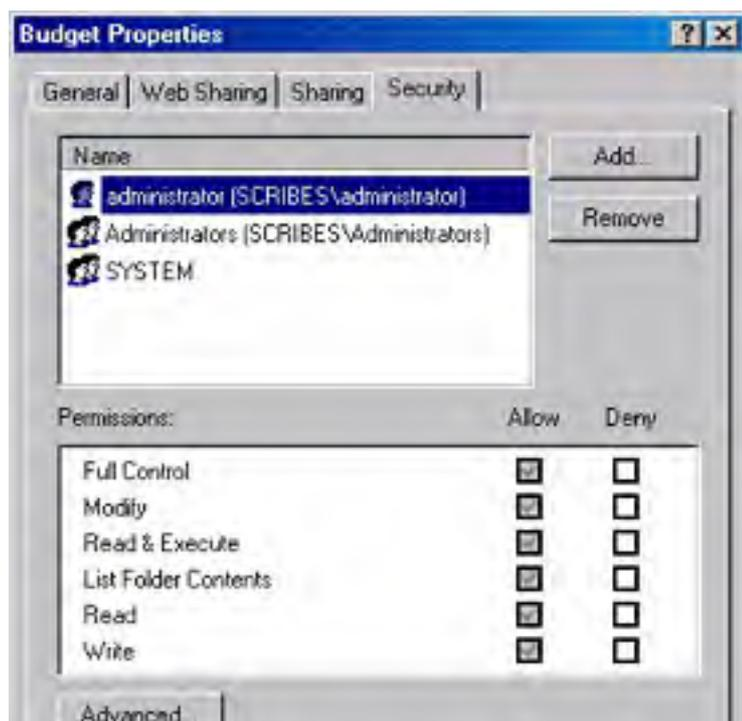 Budget Properties
General Web Sharing Sharing Security
Name
Add...
administrator (SCRIBES\administrator)
Remove
Administrators (SCRIBES\Administrators)
SYSTEM
Permissions: Allow Deny
Full Control
Modify
Read & Execute
List Folder Contents
Read
Write
Advanced...